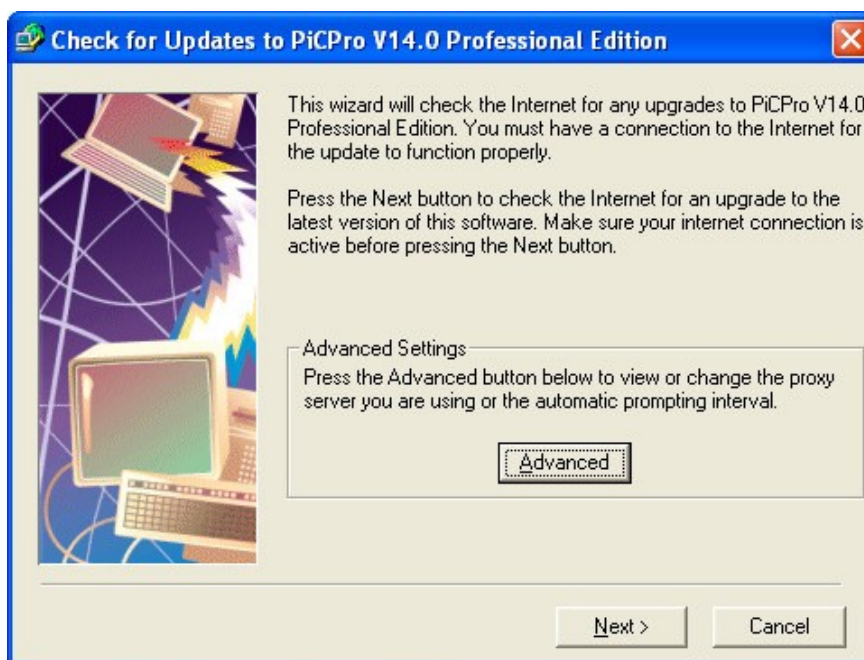 Check for Updates to PiCPro V14.0 Professional Edition
This wizard will check the Internet for any upgrades to PiCPro V14.0
Professional Edition. You must have a connection to the Internet for
the update to function properly.
Press the Next button to check the Internet for an upgrade to the
latest version of this software. Make sure your internet connection is
active before pressing the Next button.
Advanced Settings
Press the Advanced button below to view or change the proxy
server you are using or the automatic prompting interval.
Advanced
Next >
Cancel